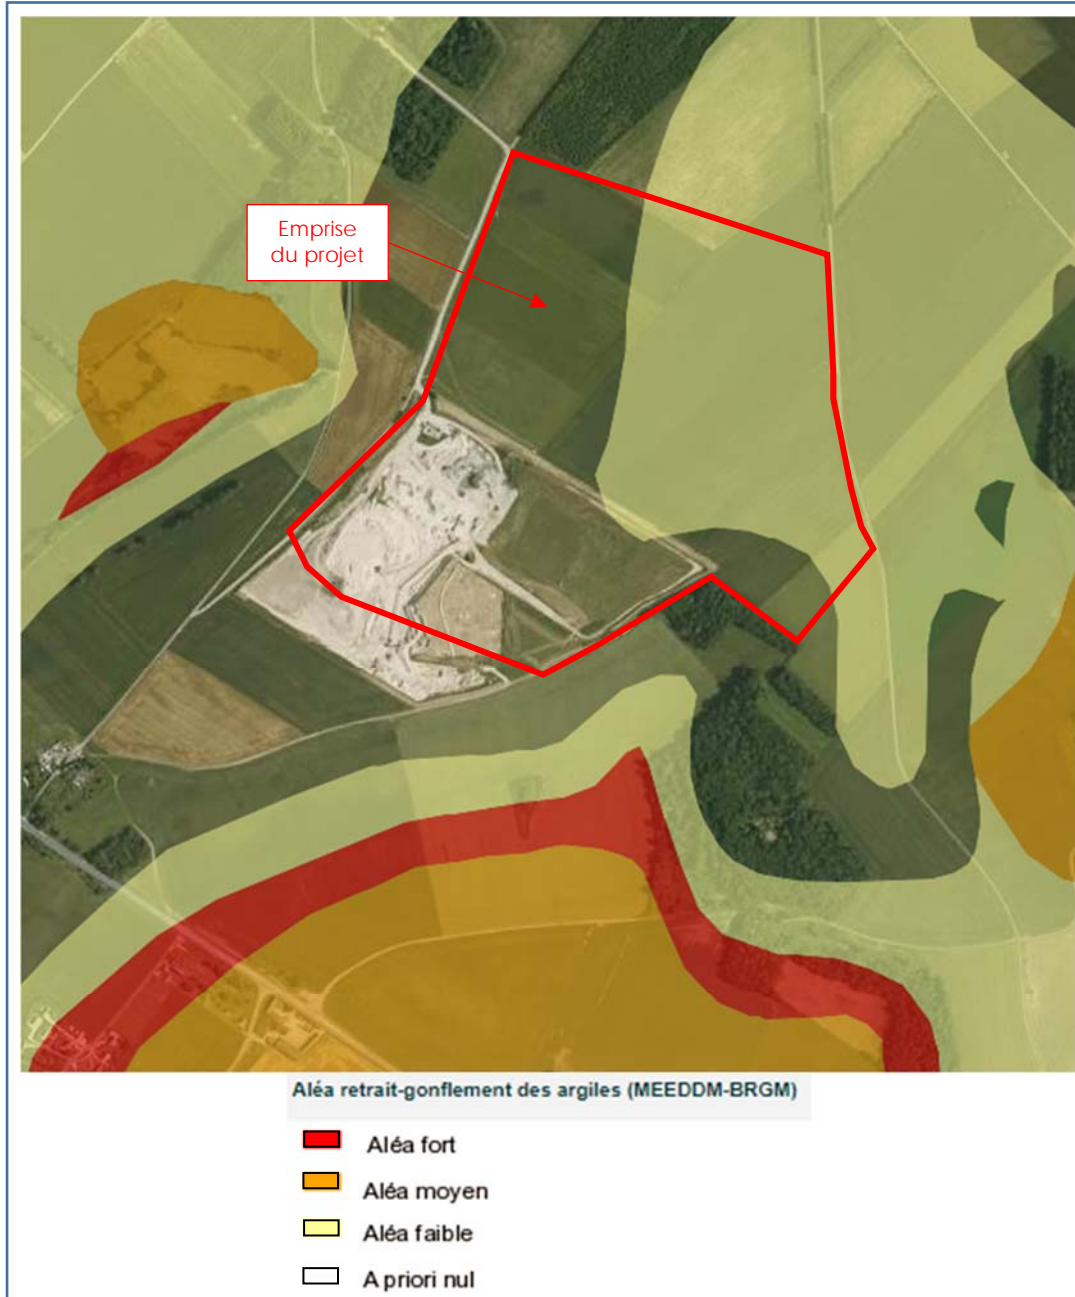 Emprise
du projet
Aléa retrait-gonflement des argiles (MEEDDM-BRGM)
Aléa fort
Aléa moyen
Aléa faible
A priori nul